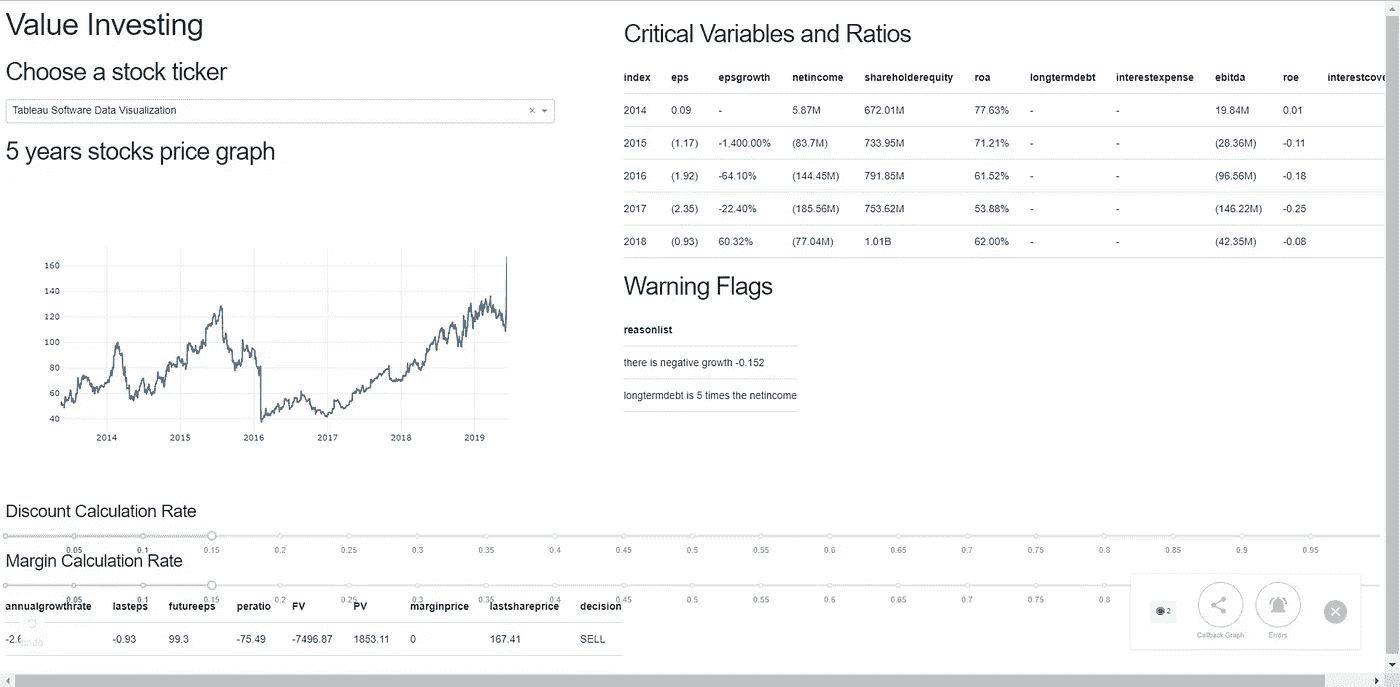 Value Investing
Choose a stock ticker
Tableau Software Data Visualization
5 years stocks price graph
160
140
120
100
80
60
40
2014 2015 2016 2017 2018 2019
Critical Variables and Ratios
index eps epsgrowth netincome shareholderequity roa longtermdebt interestexpense ebitda roe interestcove
2014 0.09 - 5.87M 672.01M 77.63% - - 19.84M 0.01
2015 (1.17) -1,400.00% (83.7M) 733.95M 71.21% - - (28.36M) -0.11
2016 (1.92) -64.10% (144.45M) 791.85M 61.52% - - (96.56M) -0.18
2017 (2.35) -22.40% (185.56M) 753.62M 53.88% - - (146.22M) -0.25
2018 (0.93) 60.32% (77.04M) 1.01B 62.00% - - (42.35M) -0.08
Warning Flags
reasonlist
there is negative growth -0.152
longtermdebt is 5 times the netincome
Discount Calculation Rate
0.05 0.1 0.15 0.2 0.25 0.3 0.35 0.4 0.45 0.5 0.55 0.6 0.65 0.7 0.75 0.8 0.85 0.9 0.95
Margin Calculation Rate
0.05 0.1 0.15 0.2 0.25 0.3 0.35 0.4 0.45 0.5 0.55 0.6 0.65 0.7 0.75 0.8
annualgrowthrate lasteps futureeps peratio FV PV marginprice lastshareprice decision
-0.93 99.3 -75.49 -7496.87 1853.11 0 167.41 SELL
undo
2
Callback Graph Errors